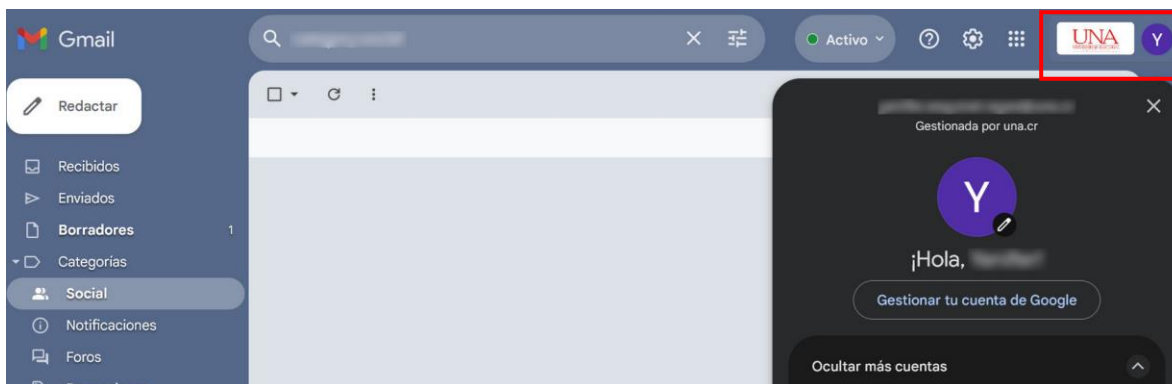 Gmail
Activo
UNA
Y
Redactar
Recibidos
Enviados
Borradores 1
Categorías
Social
Notificaciones
Foros
Gestionada por una.cr
Y
¡Hola,
Gestionar tu cuenta de Google
Ocultar más cuentas